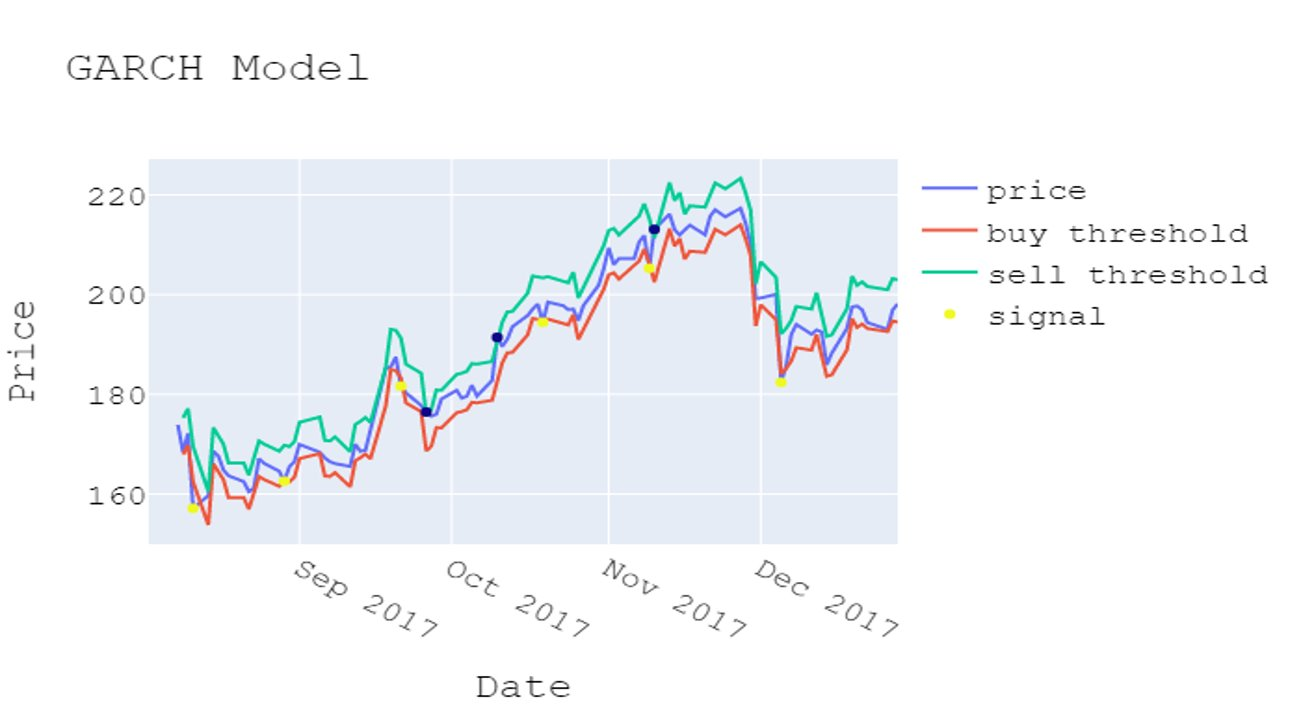 GARCH Model
Price
220
200
180
160
Sep 2017
Oct 2017
Nov 2017
Dec 2017
Date
price
buy threshold
sell threshold
signal